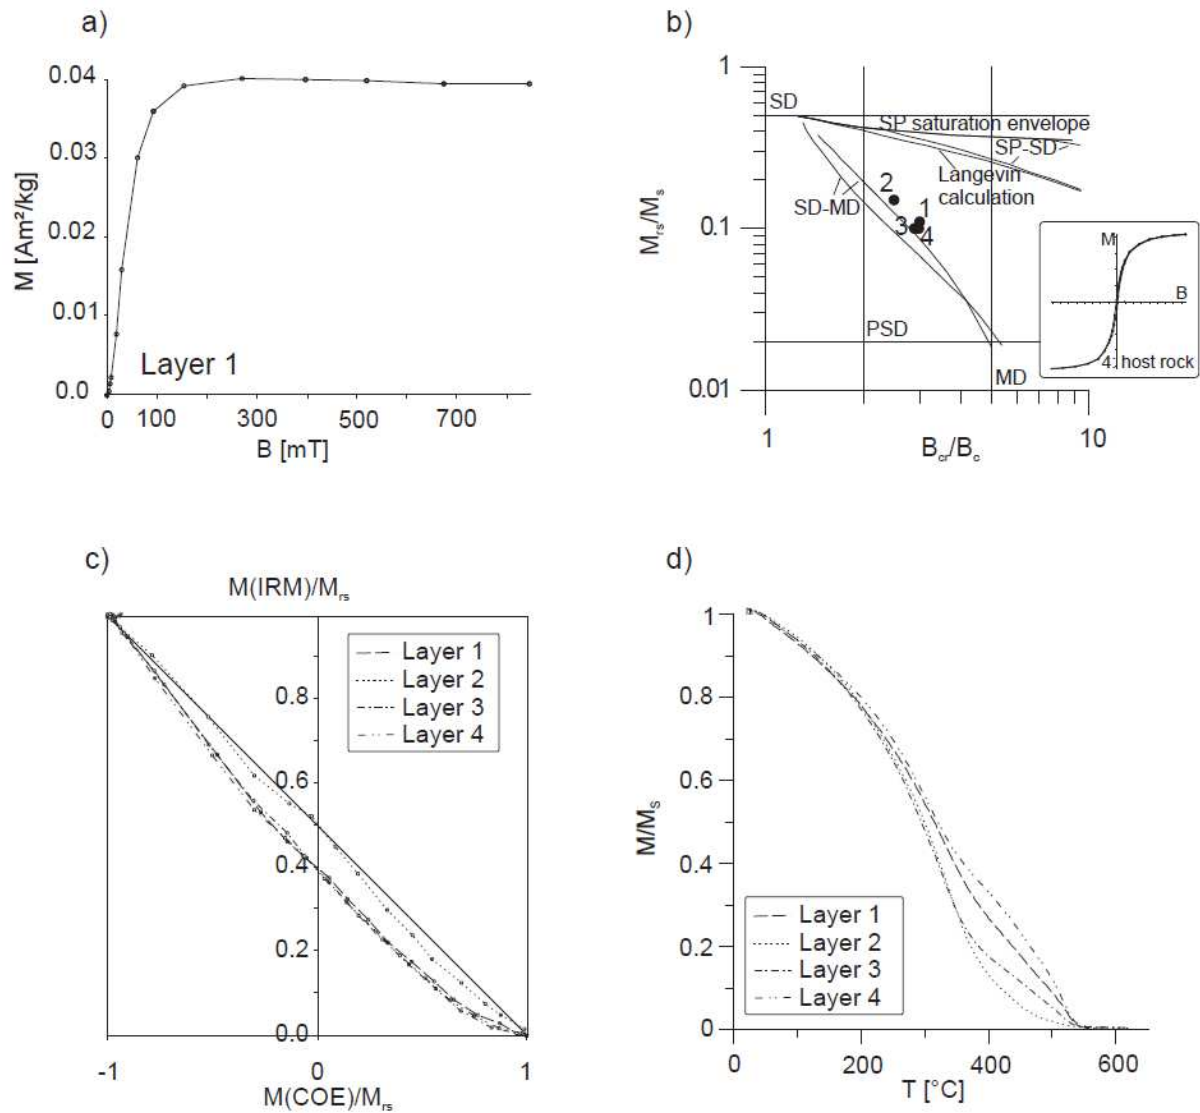 a)
M [Am²/kg]
0.04
0.03
0.02
0.01
0.0
Layer 1
0 100 300 500 700
B [mT]
b)
Mrs/Ms
1
0.1
0.01
SD
SP saturation envelope
SP-SD
Langevin
calculation
SD-MD
2
1
3
4
PSD
MD
M
B
4: host rock
1 10
Bcr/Bc
c)
M(IRM)/Mrs
Layer 1
Layer 2
Layer 3
Layer 4
0.8
0.6
0.4
0.2
0.0
-1 0 1
M(COE)/Mrs
d)
M/Ms
1
0.8
0.6
0.4
0.2
0
Layer 1
Layer 2
Layer 3
Layer 4
0 200 400 600
T [°C]